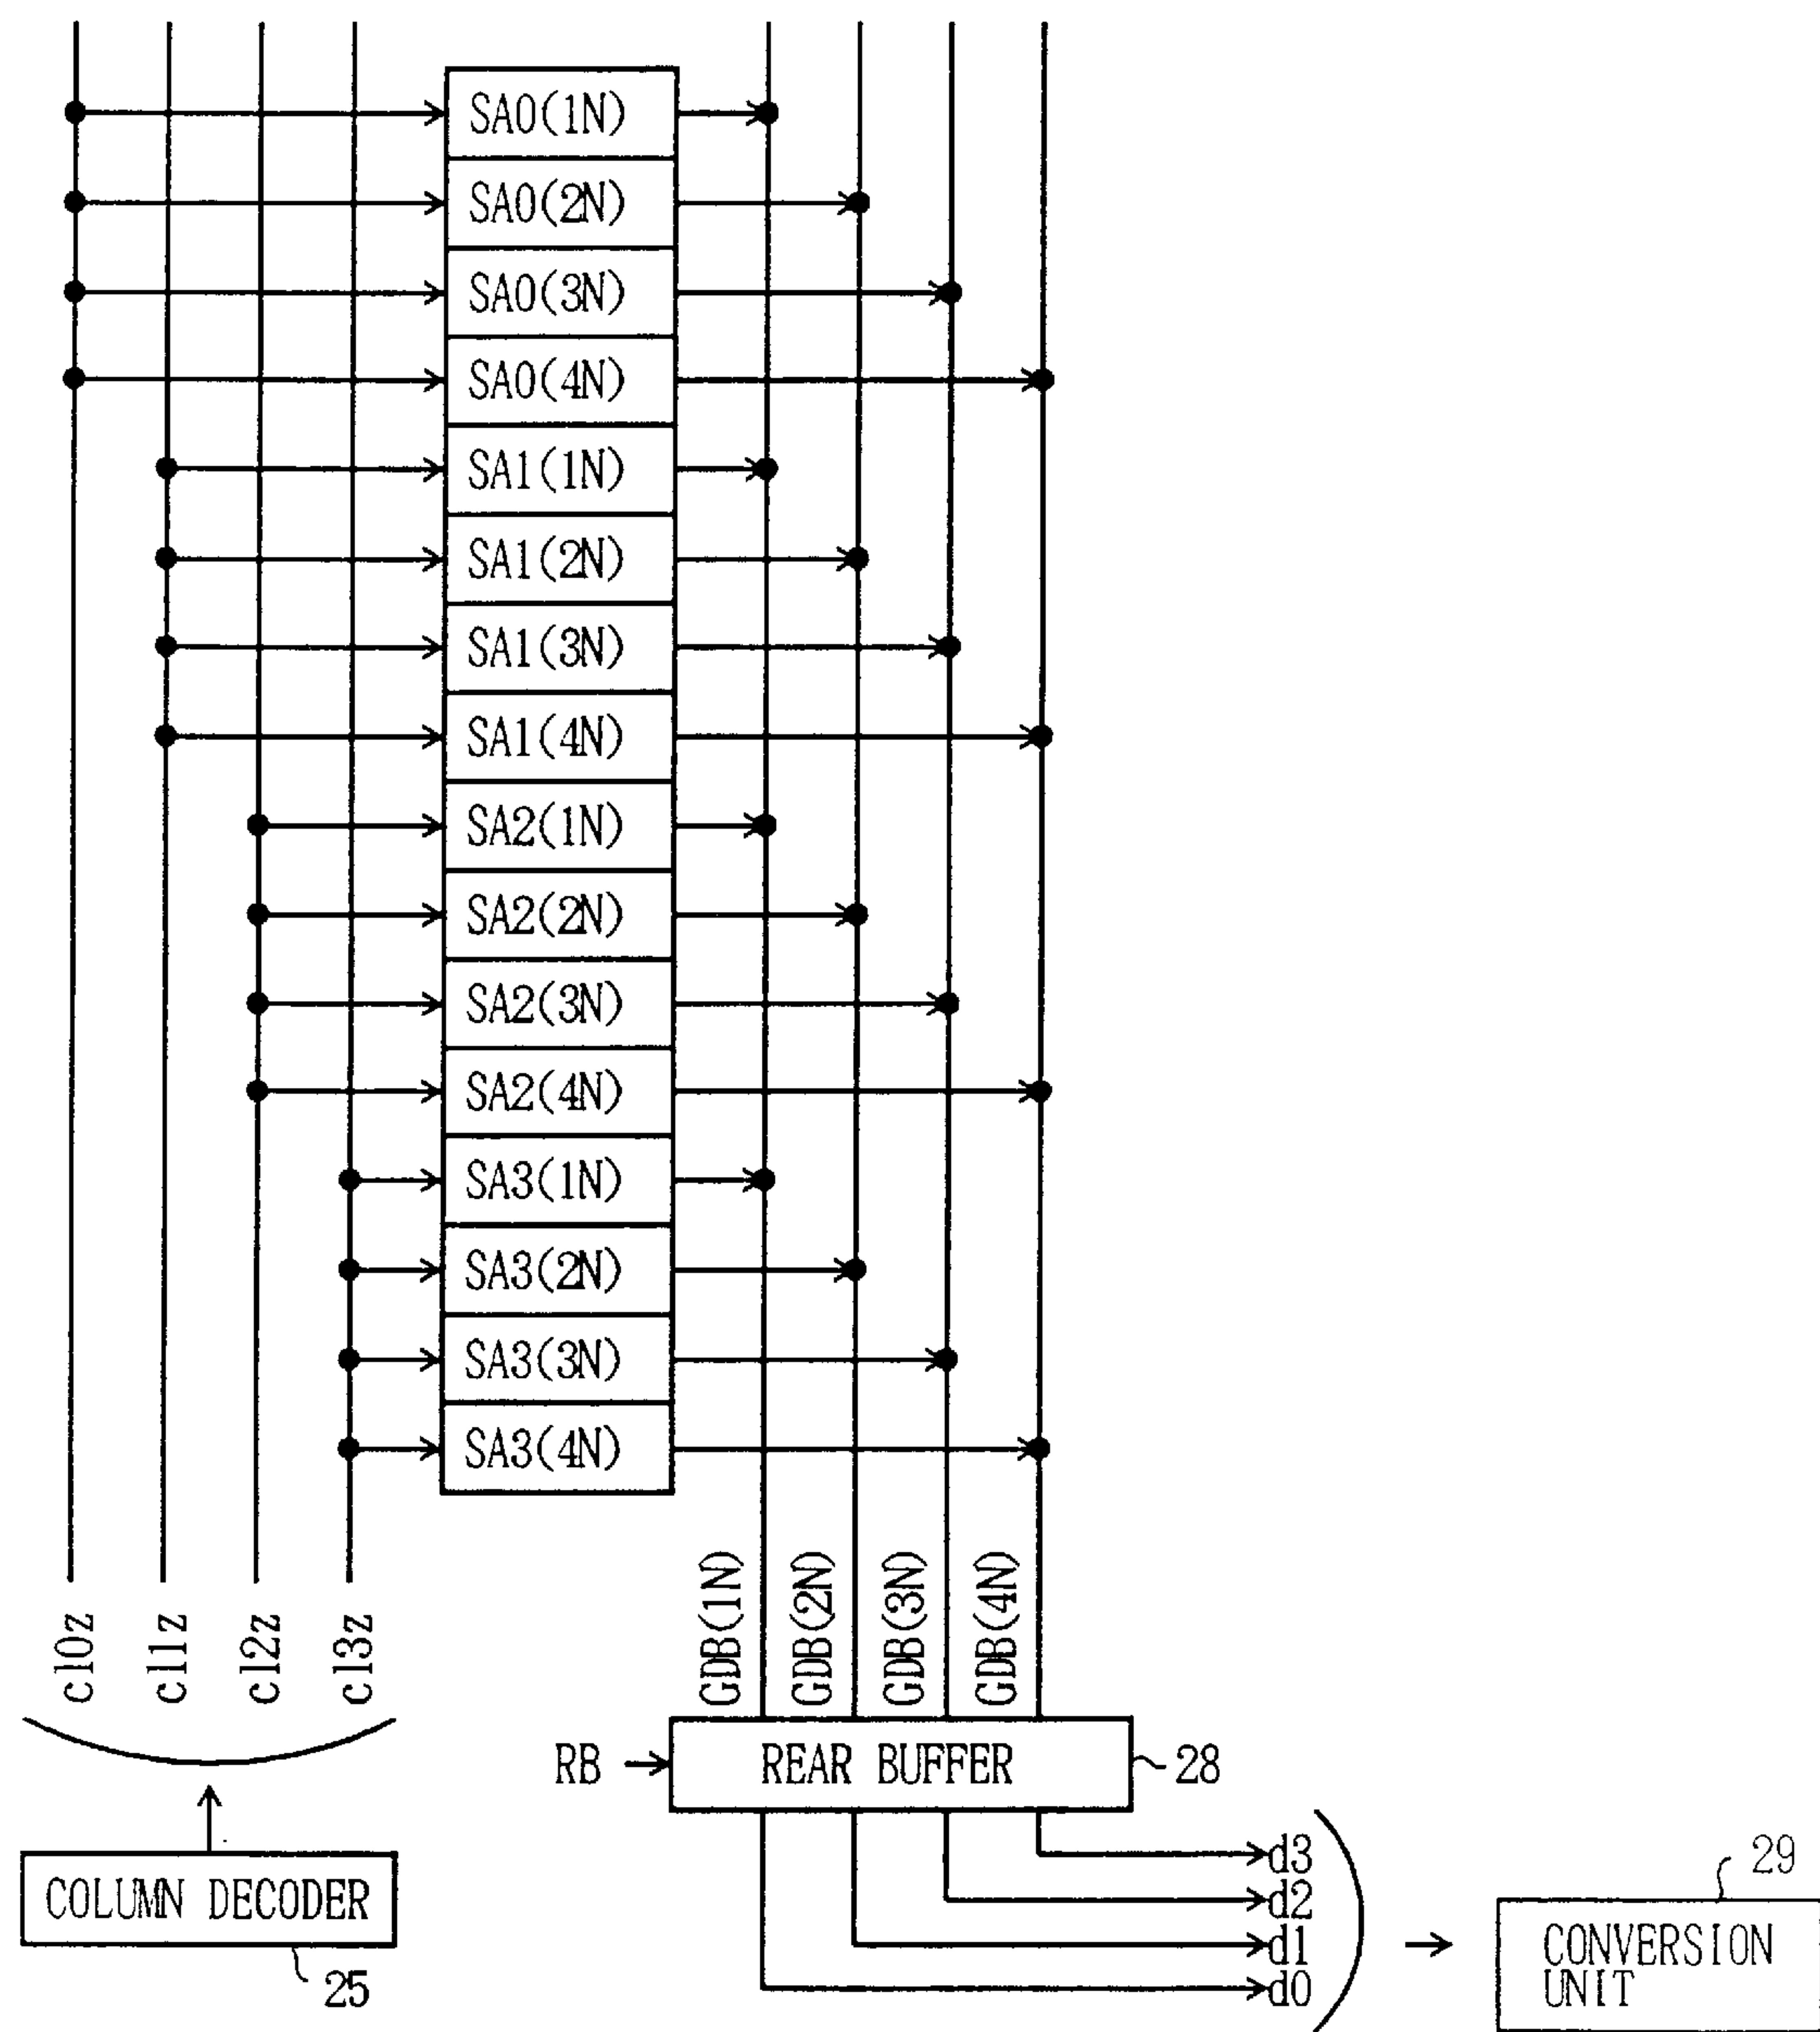 SA0(1N)
SA0(2N)
SA0(3N)
SA0(4N)
SA1(1N)
SA1(2N)
SA1(3N)
SA1(4N)
SA2(1N)
SA2(2N)
SA2(3N)
SA2(4N)
SA3(1N)
SA3(2N)
SA3(3N)
SA3(4N)
cl0z
cl1z
cl2z
cl3z
GDB(1N)
GDB(2N)
GDB(3N)
GDB(4N)
RB
REAR BUFFER
28
COLUMN DECODER
25
d3
d2
d1
d0
29
CONVERSION
UNIT